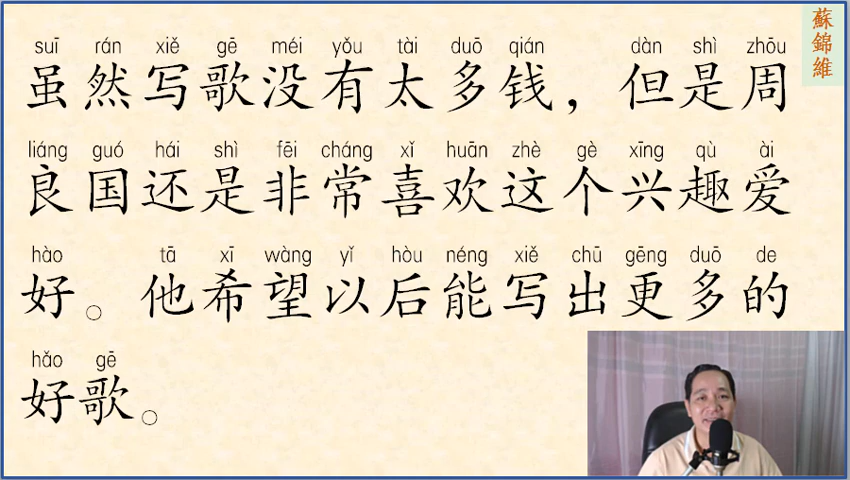 suī rán xiě gē méi yǒu tài duō qián dàn shì zhōu
虽然写歌没有太多钱，但是周
liáng guó hái shì fēi cháng xǐ huān zhè gè xīng qù ài
良国还是非常喜欢这个兴趣爱
hào tā xī wàng yǐ hòu néng xiě chū gēng duō de
好。他希望以后能写出更多的
hǎo gē
好歌。
蘇錦維